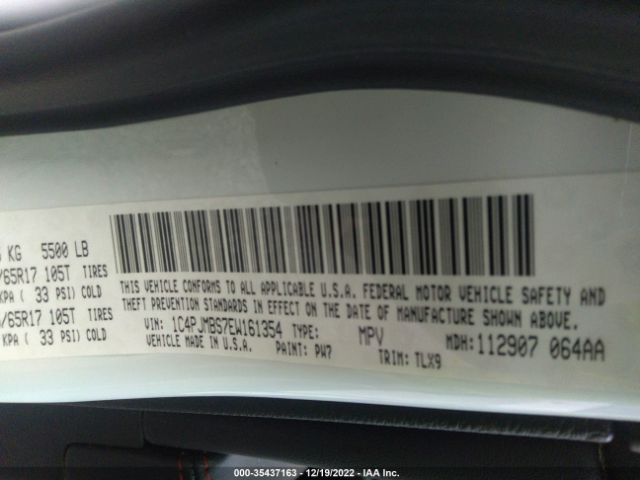 KG 5500 LB
/65R17 105T TIRES
KPA ( 33 PSI) COLD
/65R17 105T TIRES
KPA ( 33 PSI) COLD
THIS VEHICLE CONFORMS TO ALL APPLICABLE U.S.A. FEDERAL MOTOR VEHICLE SAFETY AND
THEFT PREVENTION STANDARDS IN EFFECT ON THE DATE OF MANUFACTURE SHOWN ABOVE.
VIN: 1C4PJMBS7EW161354 TYPE: MPV MDH:112907 064AA
VEHICLE MADE IN U.S.A. PAINT: PW7 TRIM: TLX9
000-35437163 - 12/19/2022 - IAA Inc.